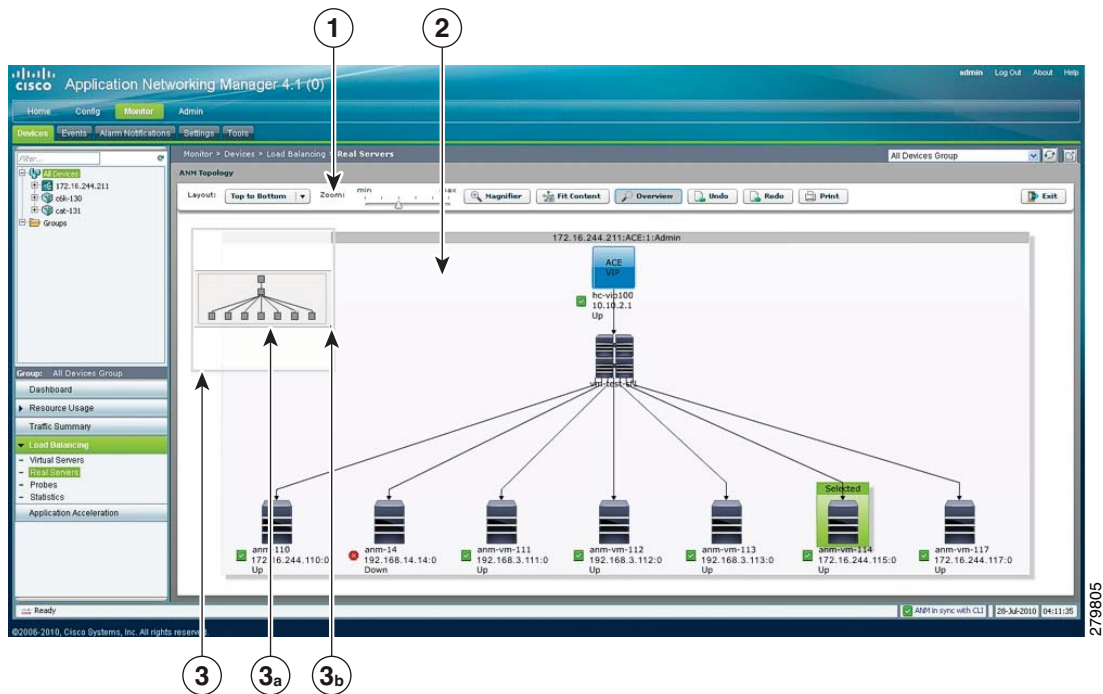 1 2
CISCO Application Networking Manager 4.1 (0)
admin Log Out About Help
Home Config Monitor Admin
Devices Events Alarm Notifications Settings Tools
Filter...
All Devices
172.16.244.211
c6k-130
cat-131
Groups
Monitor > Devices > Load Balancing > Real Servers
All Devices Group
ANM Topology
Layout: Top to Bottom Zoom: min max Magnifier Fit Content Overview Undo Redo Print Exit
172.16.244.211:ACE:1:Admin
ACE
VIP
hc-vip100
10.10.2.1
Up
vm-test-sf1
Selected
anm-110
172.16.244.110:0
Up
anm-14
192.168.14.14:0
Down
anm-vm-111
192.168.3.111:0
Up
anm-vm-112
192.168.3.112:0
Up
anm-vm-113
192.168.3.113:0
Up
anm-vm-114
172.16.244.115:0
Up
anm-vm-117
172.16.244.117:0
Up
Group: All Devices Group
Dashboard
Resource Usage
Traffic Summary
Load Balancing
Virtual Servers
Real Servers
Probes
Statistics
Application Acceleration
Ready
ANM in sync with CLI 28-Jul-2010 04:11:35
©2006-2010, Cisco Systems, Inc. All rights reserved.
279805
3 3a 3b